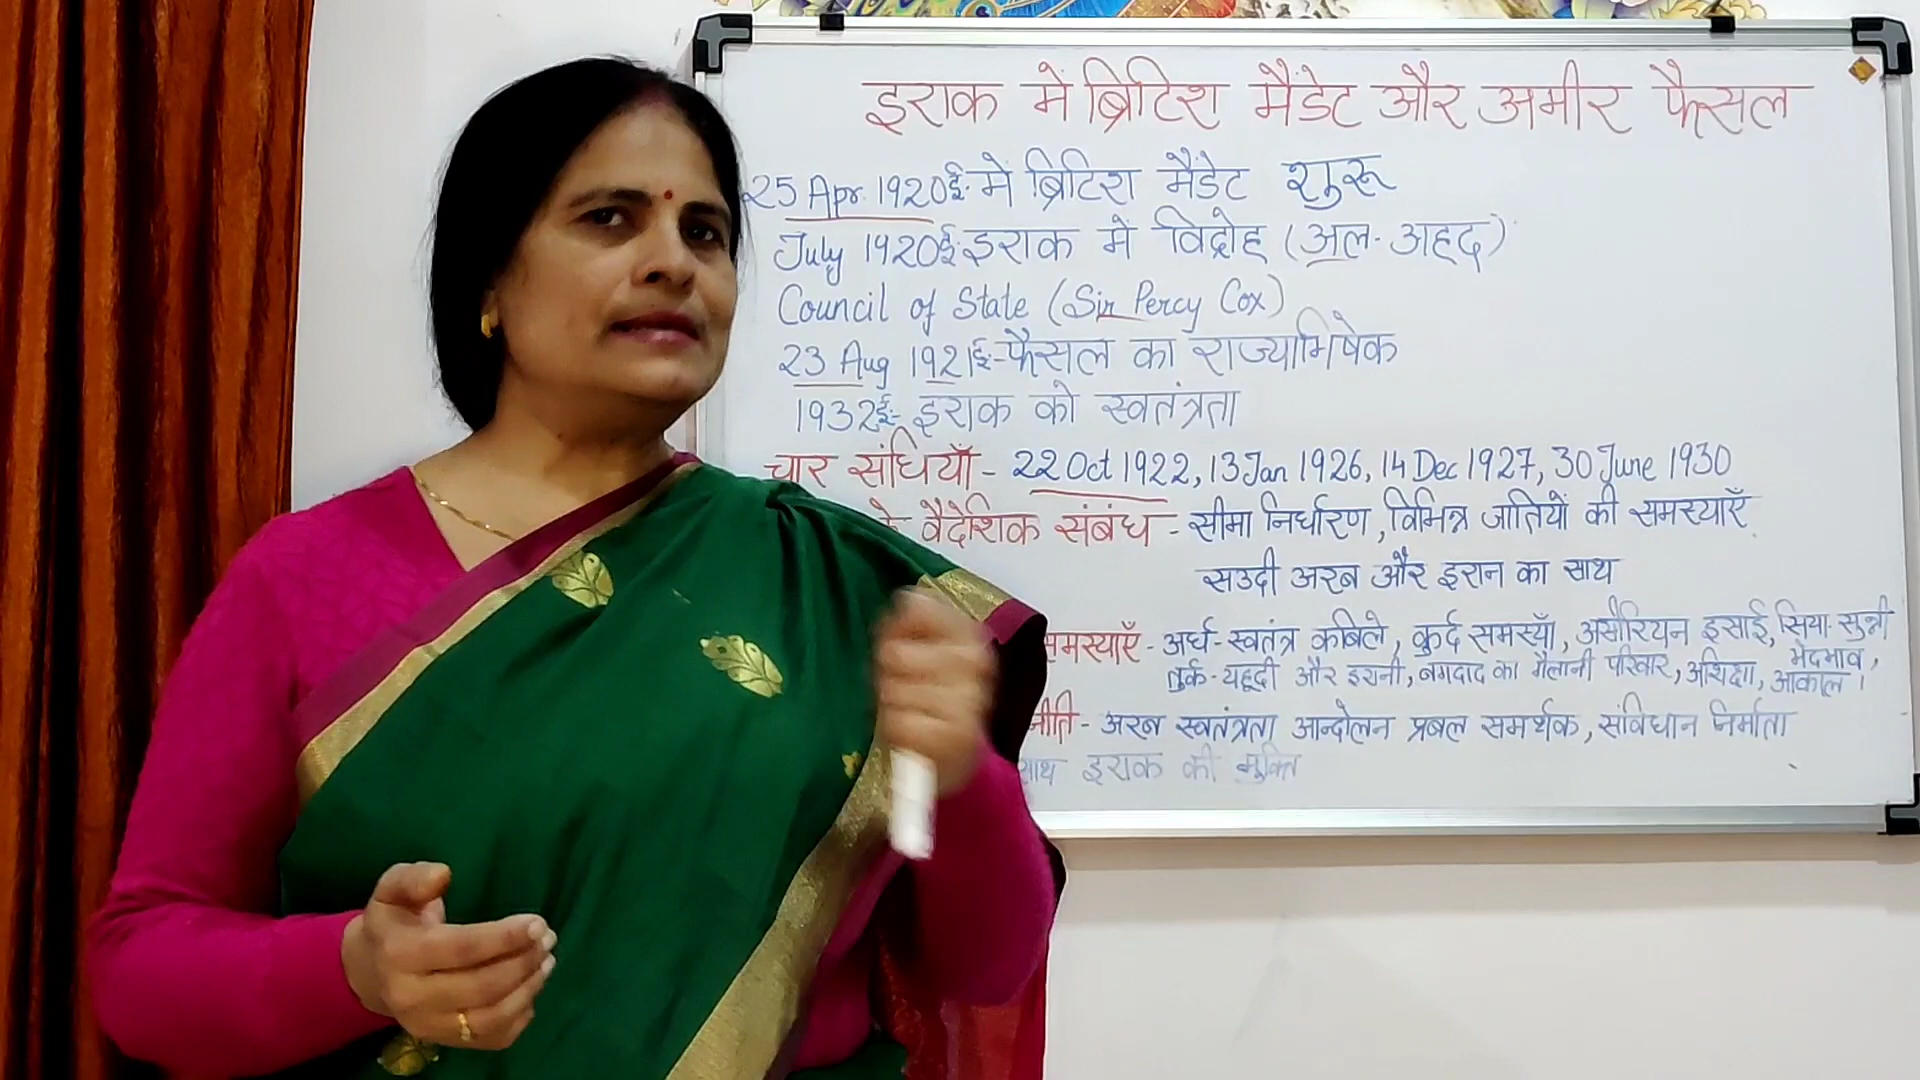 इराक में ब्रिटिश मैंडेट और अमीर फैसल
25 Apr. 1920ई. में ब्रिटिश मैंडेट शुरू
July 1920ई. इराक में विद्रोह (अल-अहद)
Council of State (Sir Percy Cox)
23 Aug 1921ई.-फैसल का राज्याभिषेक
1932ई.- इराक को स्वतंत्रता
चार संधियाँ - 22 Oct 1922, 13 Jan 1926, 14 Dec 1927, 30 June 1930
के वैदेशिक संबंध - सीमा निर्धारण, विभिन्न जातियों की समस्याएँ
सउदी अरब और इरान का साथ
समस्याएँ - अर्ध-स्वतंत्र कबिले, कुर्द समस्याँ, असीरियन इसाई, सिया-सुन्नी भेदभाव,
तुर्क-यहूदी और इरानी, बगदाद का गैलानी परिवार, अशिक्षा, आकाल।
नीति - अरब स्वतंत्रता आन्दोलन प्रबल समर्थक, संविधान निर्माता
साथ इराक की मुक्ति